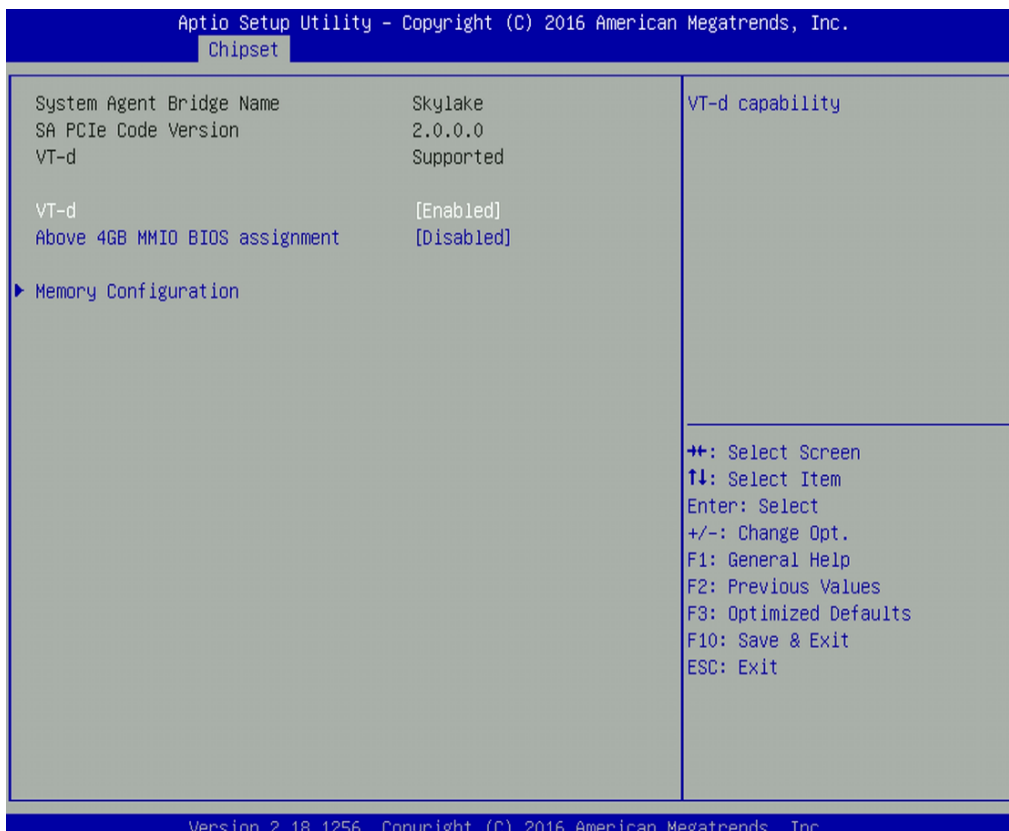 Aptio Setup Utility – Copyright (C) 2016 American Megatrends, Inc.
Chipset
System Agent Bridge Name Skylake
SA PCIe Code Version 2.0.0.0
VT-d Supported
VT-d [Enabled]
Above 4GB MMIO BIOS assignment [Disabled]
Memory Configuration
VT-d capability
→←: Select Screen
↑↓: Select Item
Enter: Select
+/-: Change Opt.
F1: General Help
F2: Previous Values
F3: Optimized Defaults
F10: Save & Exit
ESC: Exit
Version 2.18.1256. Copyright (C) 2016 American Megatrends, Inc.